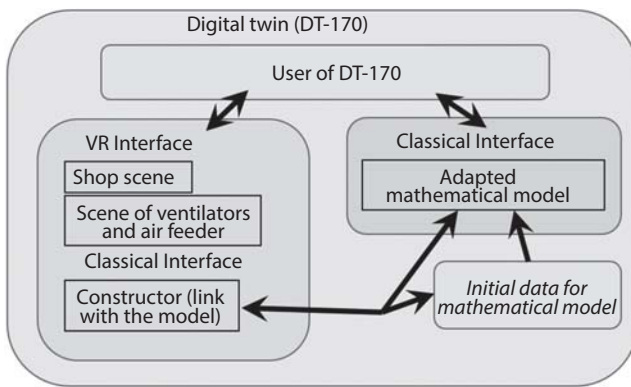 Digital twin (DT-170)
User of DT-170
VR Interface
Shop scene
Scene of ventilators
and air feeder
Classical Interface
Constructor (link
with the model)
Classical Interface
Adapted
mathematical model
Initial data for
mathematical model